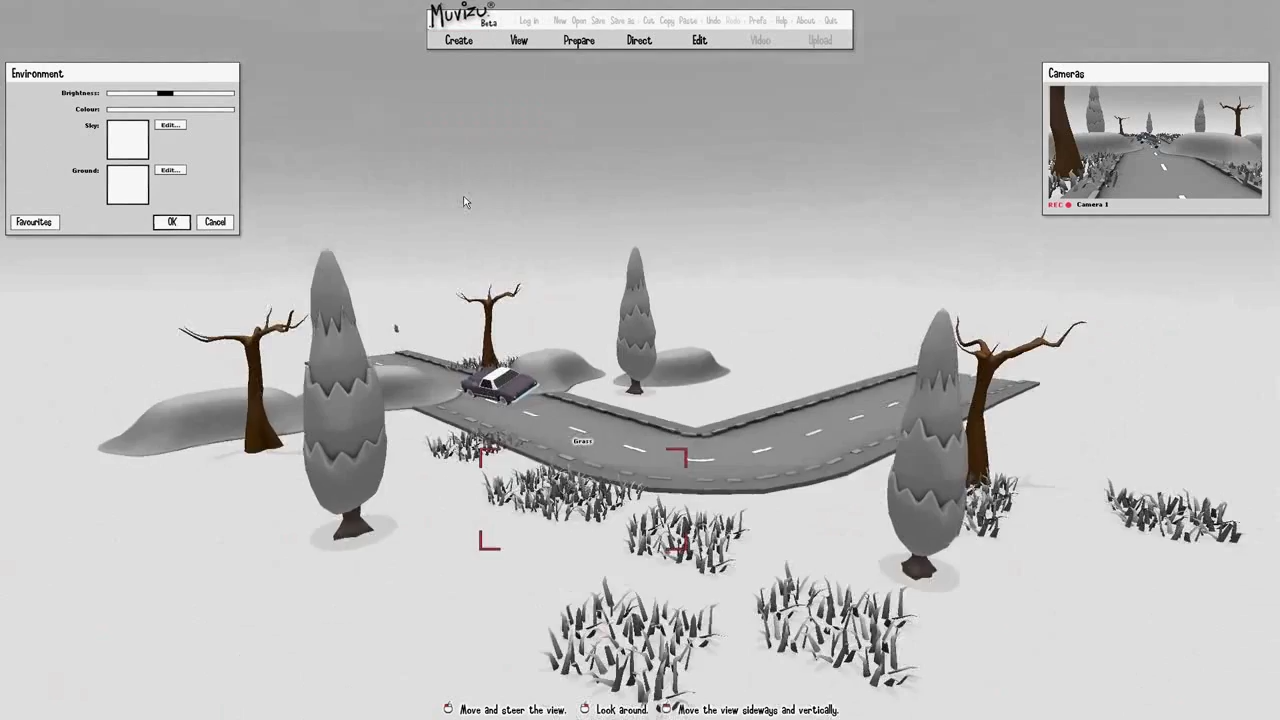 Muvizu®
Beta
Log in New Open Save Save as Cut Copy Paste Undo Redo Prefs Help About Quit
Create View Prepare Direct Edit Video Upload
Environment
Brightness:
Colour:
Sky: Edit...
Ground: Edit...
Favourites OK Cancel
Cameras
REC Camera 1
Grass
Move and steer the view. Look around. Move the view sideways and vertically.